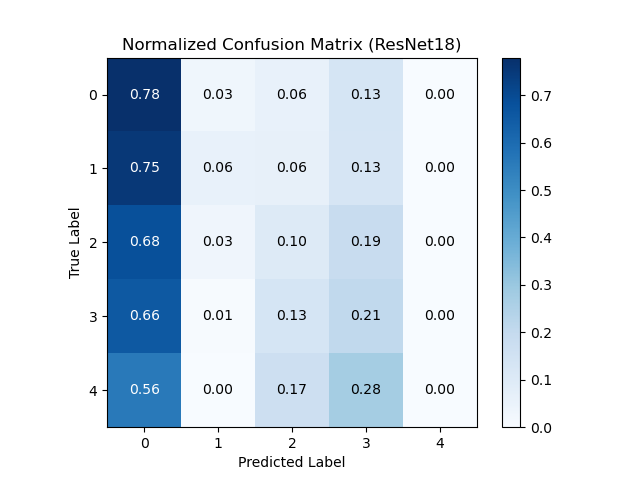 Normalized Confusion Matrix (ResNet18)
0 0.78 0.03 0.06 0.13 0.00
1 0.75 0.06 0.06 0.13 0.00
2 0.68 0.03 0.10 0.19 0.00
3 0.66 0.01 0.13 0.21 0.00
4 0.56 0.00 0.17 0.28 0.00
0 1 2 3 4
Predicted Label
True Label
0.7
0.6
0.5
0.4
0.3
0.2
0.1
0.0